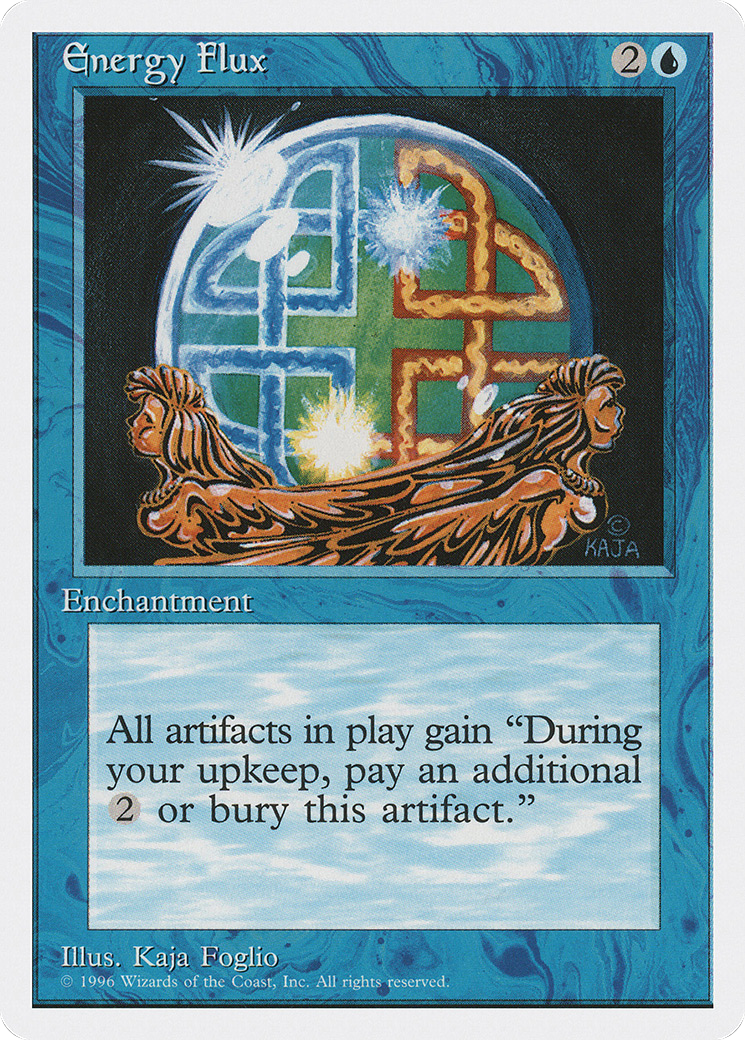 Energy Flux 2
© KAJA
Enchantment
All artifacts in play gain “During
your upkeep, pay an additional
2 or bury this artifact.”
Illus. Kaja Foglio
© 1996 Wizards of the Coast, Inc. All rights reserved.